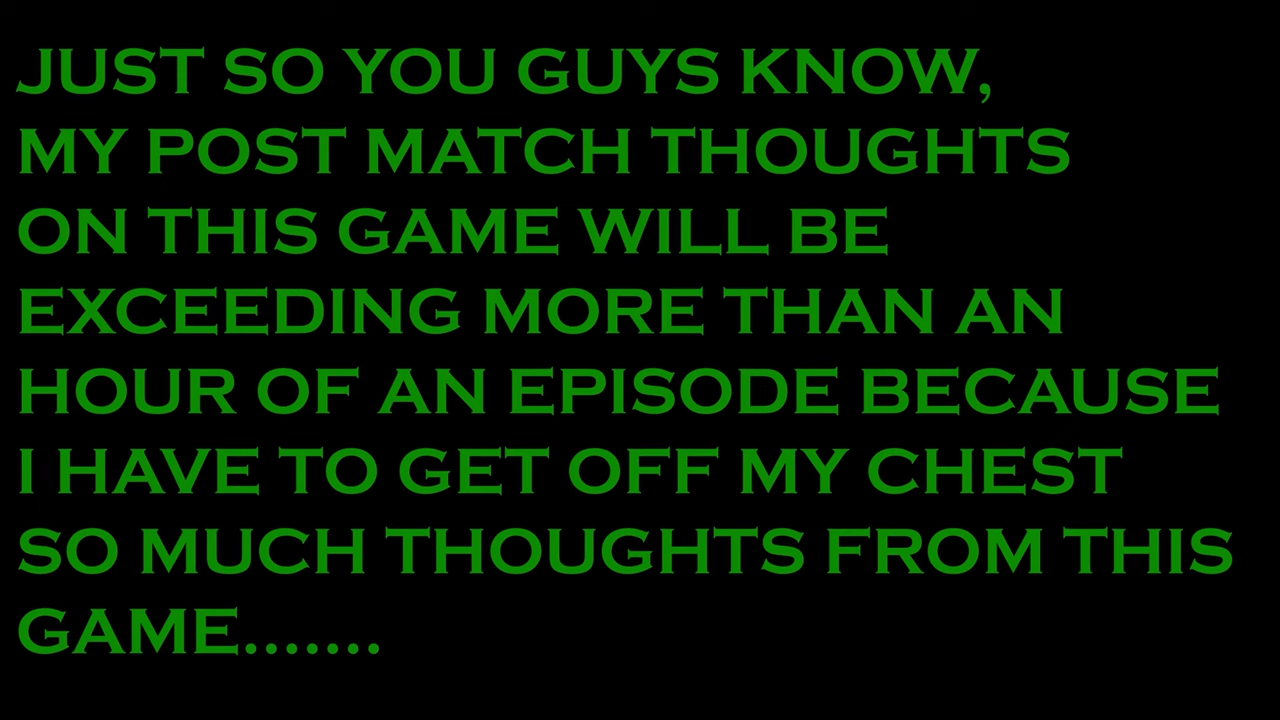 JUST SO YOU GUYS KNOW,
MY POST MATCH THOUGHTS
ON THIS GAME WILL BE
EXCEEDING MORE THAN AN
HOUR OF AN EPISODE BECAUSE
I HAVE TO GET OFF MY CHEST
SO MUCH THOUGHTS FROM THIS
GAME.......